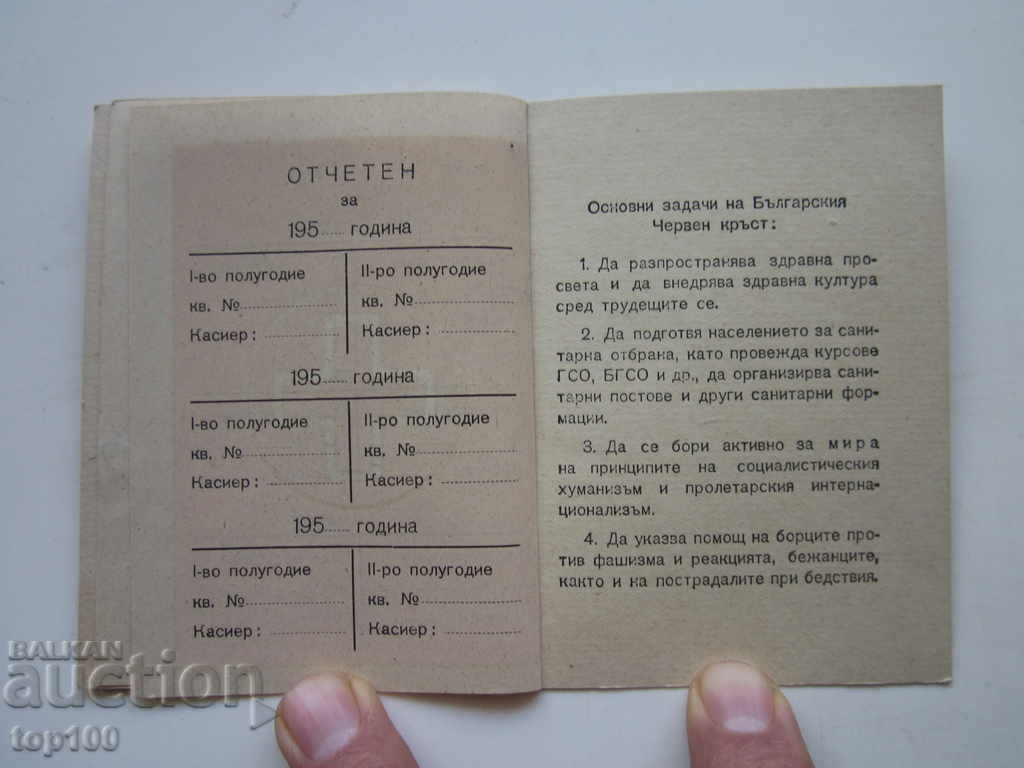 ОТЧЕТЕН
за
195...... година
I-во полугодие
кв. №
Касиер:
II-ро полугодие
кв. №
Касиер:
195...... година
I-во полугодие
кв. №
Касиер:
II-ро полугодие
кв. №
Касиер:
195...... година
I-во полугодие
кв. №
Касиер:
II-ро полугодие
кв. №
Касиер:
Основни задачи на Българския
Червен кръст:
1. Да разпространява здравна про-
света и да внедрява здравна култура
сред трудещите се.
2. Да подготвя населението за сани-
тарна отбрана, като провежда курсове
ГСО, БГСО и др., да организирва сани-
тарни постове и други санитарни фор-
мации.
3. Да се бори активно за мира
на принципите на социалистическия
хуманизъм и пролетарския интерна-
ционализъм.
4. Да указва помощ на борците про-
тив фашизма и реакцията, бежанците,
както и на пострадалите при бедствия.
BALKAN
auction
top100